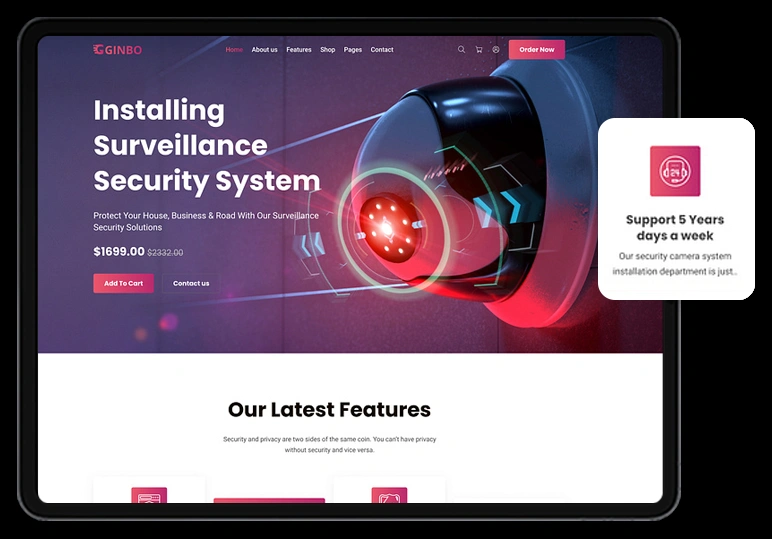 GINBO
Home About us Features Shop Pages Contact
Order Now
Installing
Surveillance
Security System
Protect Your House, Business & Road With Our Surveillance
Security Solutions
$1699.00 $2332.00
Add To Cart Contact us
24
Support 5 Years
days a week
Our security camera system
installation department is just..
Our Latest Features
Security and privacy are two sides of the same coin. You can't have privacy
without security and vice versa.